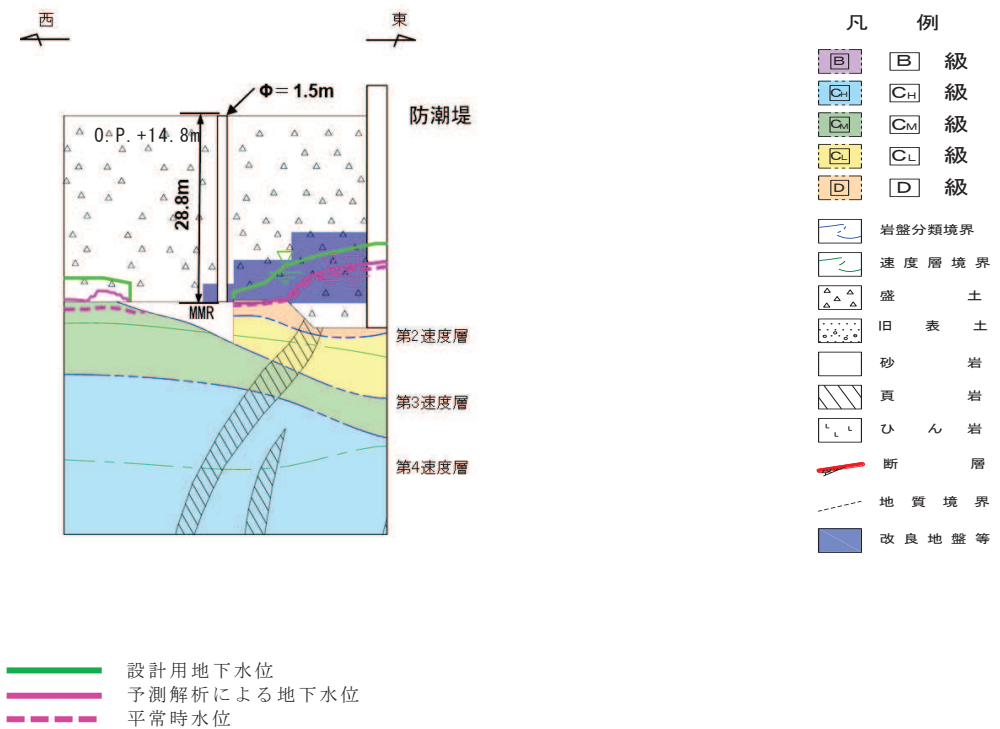 西
東
Φ= 1.5m
防潮堤
O.P.+14.8m
28.8m
MMR
第2速度層
第3速度層
第4速度層
凡 例
B B 級
CH CH 級
CM CM 級
CL CL 級
D D 級
岩盤分類境界
速度層境界
盛 土
旧 表 土
砂 岩
頁 岩
ひ ん 岩
断 層
地 質 境 界
改 良 地 盤 等
設計用地下水位
予測解析による地下水位
平常時水位